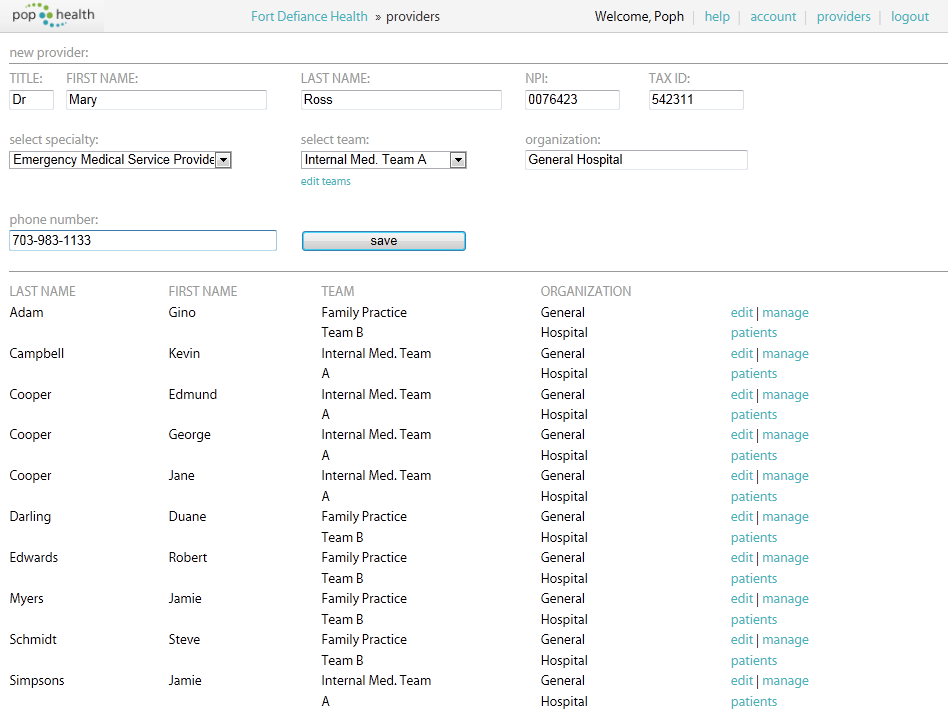 pop health
Fort Defiance Health » providers
Welcome, Poph | help | account | providers | logout
new provider:
TITLE: FIRST NAME: LAST NAME: NPI: TAX ID:
Dr Mary Ross 0076423 542311
select specialty: select team: organization:
Emergency Medical Service Provide Internal Med. Team A General Hospital
edit teams
phone number:
703-983-1133 save
LAST NAME FIRST NAME TEAM ORGANIZATION
Adam Gino Family Practice General edit | manage
Team B Hospital patients
Campbell Kevin Internal Med. Team General edit | manage
A Hospital patients
Cooper Edmund Internal Med. Team General edit | manage
A Hospital patients
Cooper George Internal Med. Team General edit | manage
A Hospital patients
Cooper Jane Internal Med. Team General edit | manage
A Hospital patients
Darling Duane Family Practice General edit | manage
Team B Hospital patients
Edwards Robert Family Practice General edit | manage
Team B Hospital patients
Myers Jamie Family Practice General edit | manage
Team B Hospital patients
Schmidt Steve Family Practice General edit | manage
Team B Hospital patients
Simpsons Jamie Internal Med. Team General edit | manage
A Hospital patients